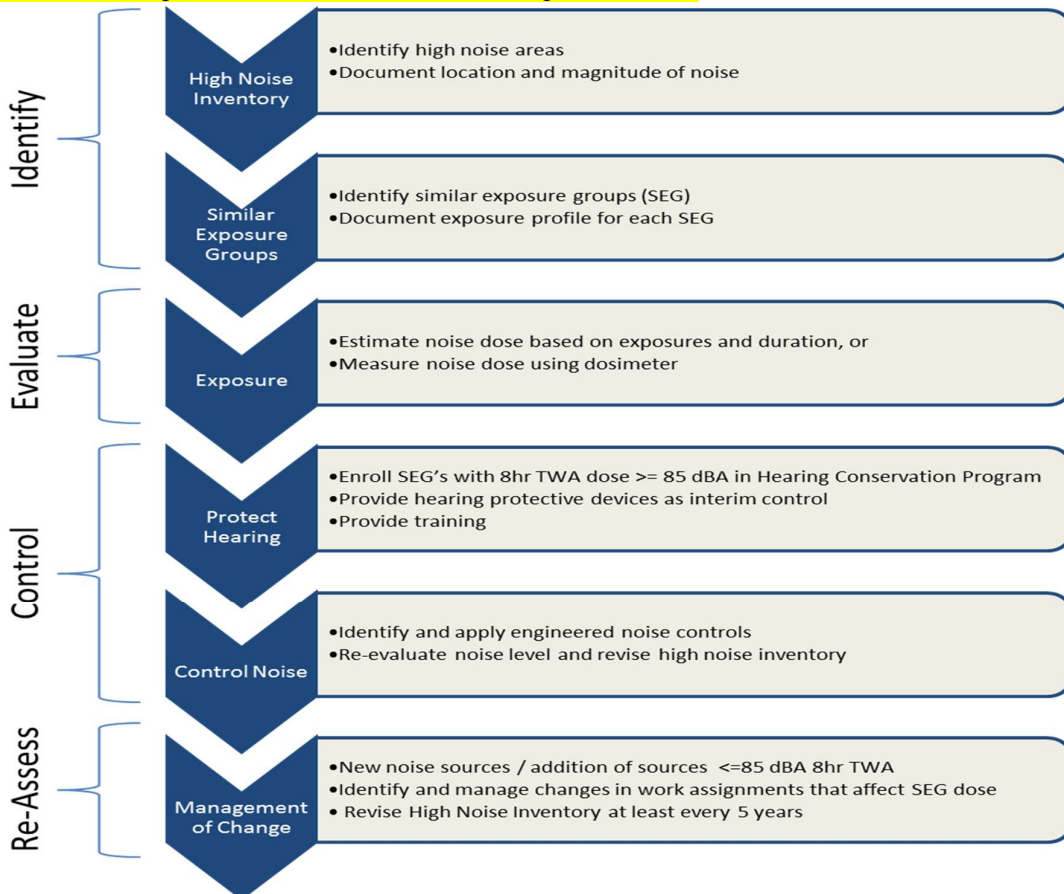 Identify
High Noise
Inventory
•Identify high noise areas
•Document location and magnitude of noise
Similar
Exposure
Groups
•Identify similar exposure groups (SEG)
•Document exposure profile for each SEG
Evaluate
Exposure
•Estimate noise dose based on exposures and duration, or
•Measure noise dose using dosimeter
Control
Protect
Hearing
•Enroll SEG's with 8hr TWA dose >= 85 dBA in Hearing Conservation Program
•Provide hearing protective devices as interim control
•Provide training
Control Noise
•Identify and apply engineered noise controls
•Re-evaluate noise level and revise high noise inventory
Re-Assess
Management
of Change
•New noise sources / addition of sources <=85 dBA 8hr TWA
•Identify and manage changes in work assignments that affect SEG dose
• Revise High Noise Inventory at least every 5 years